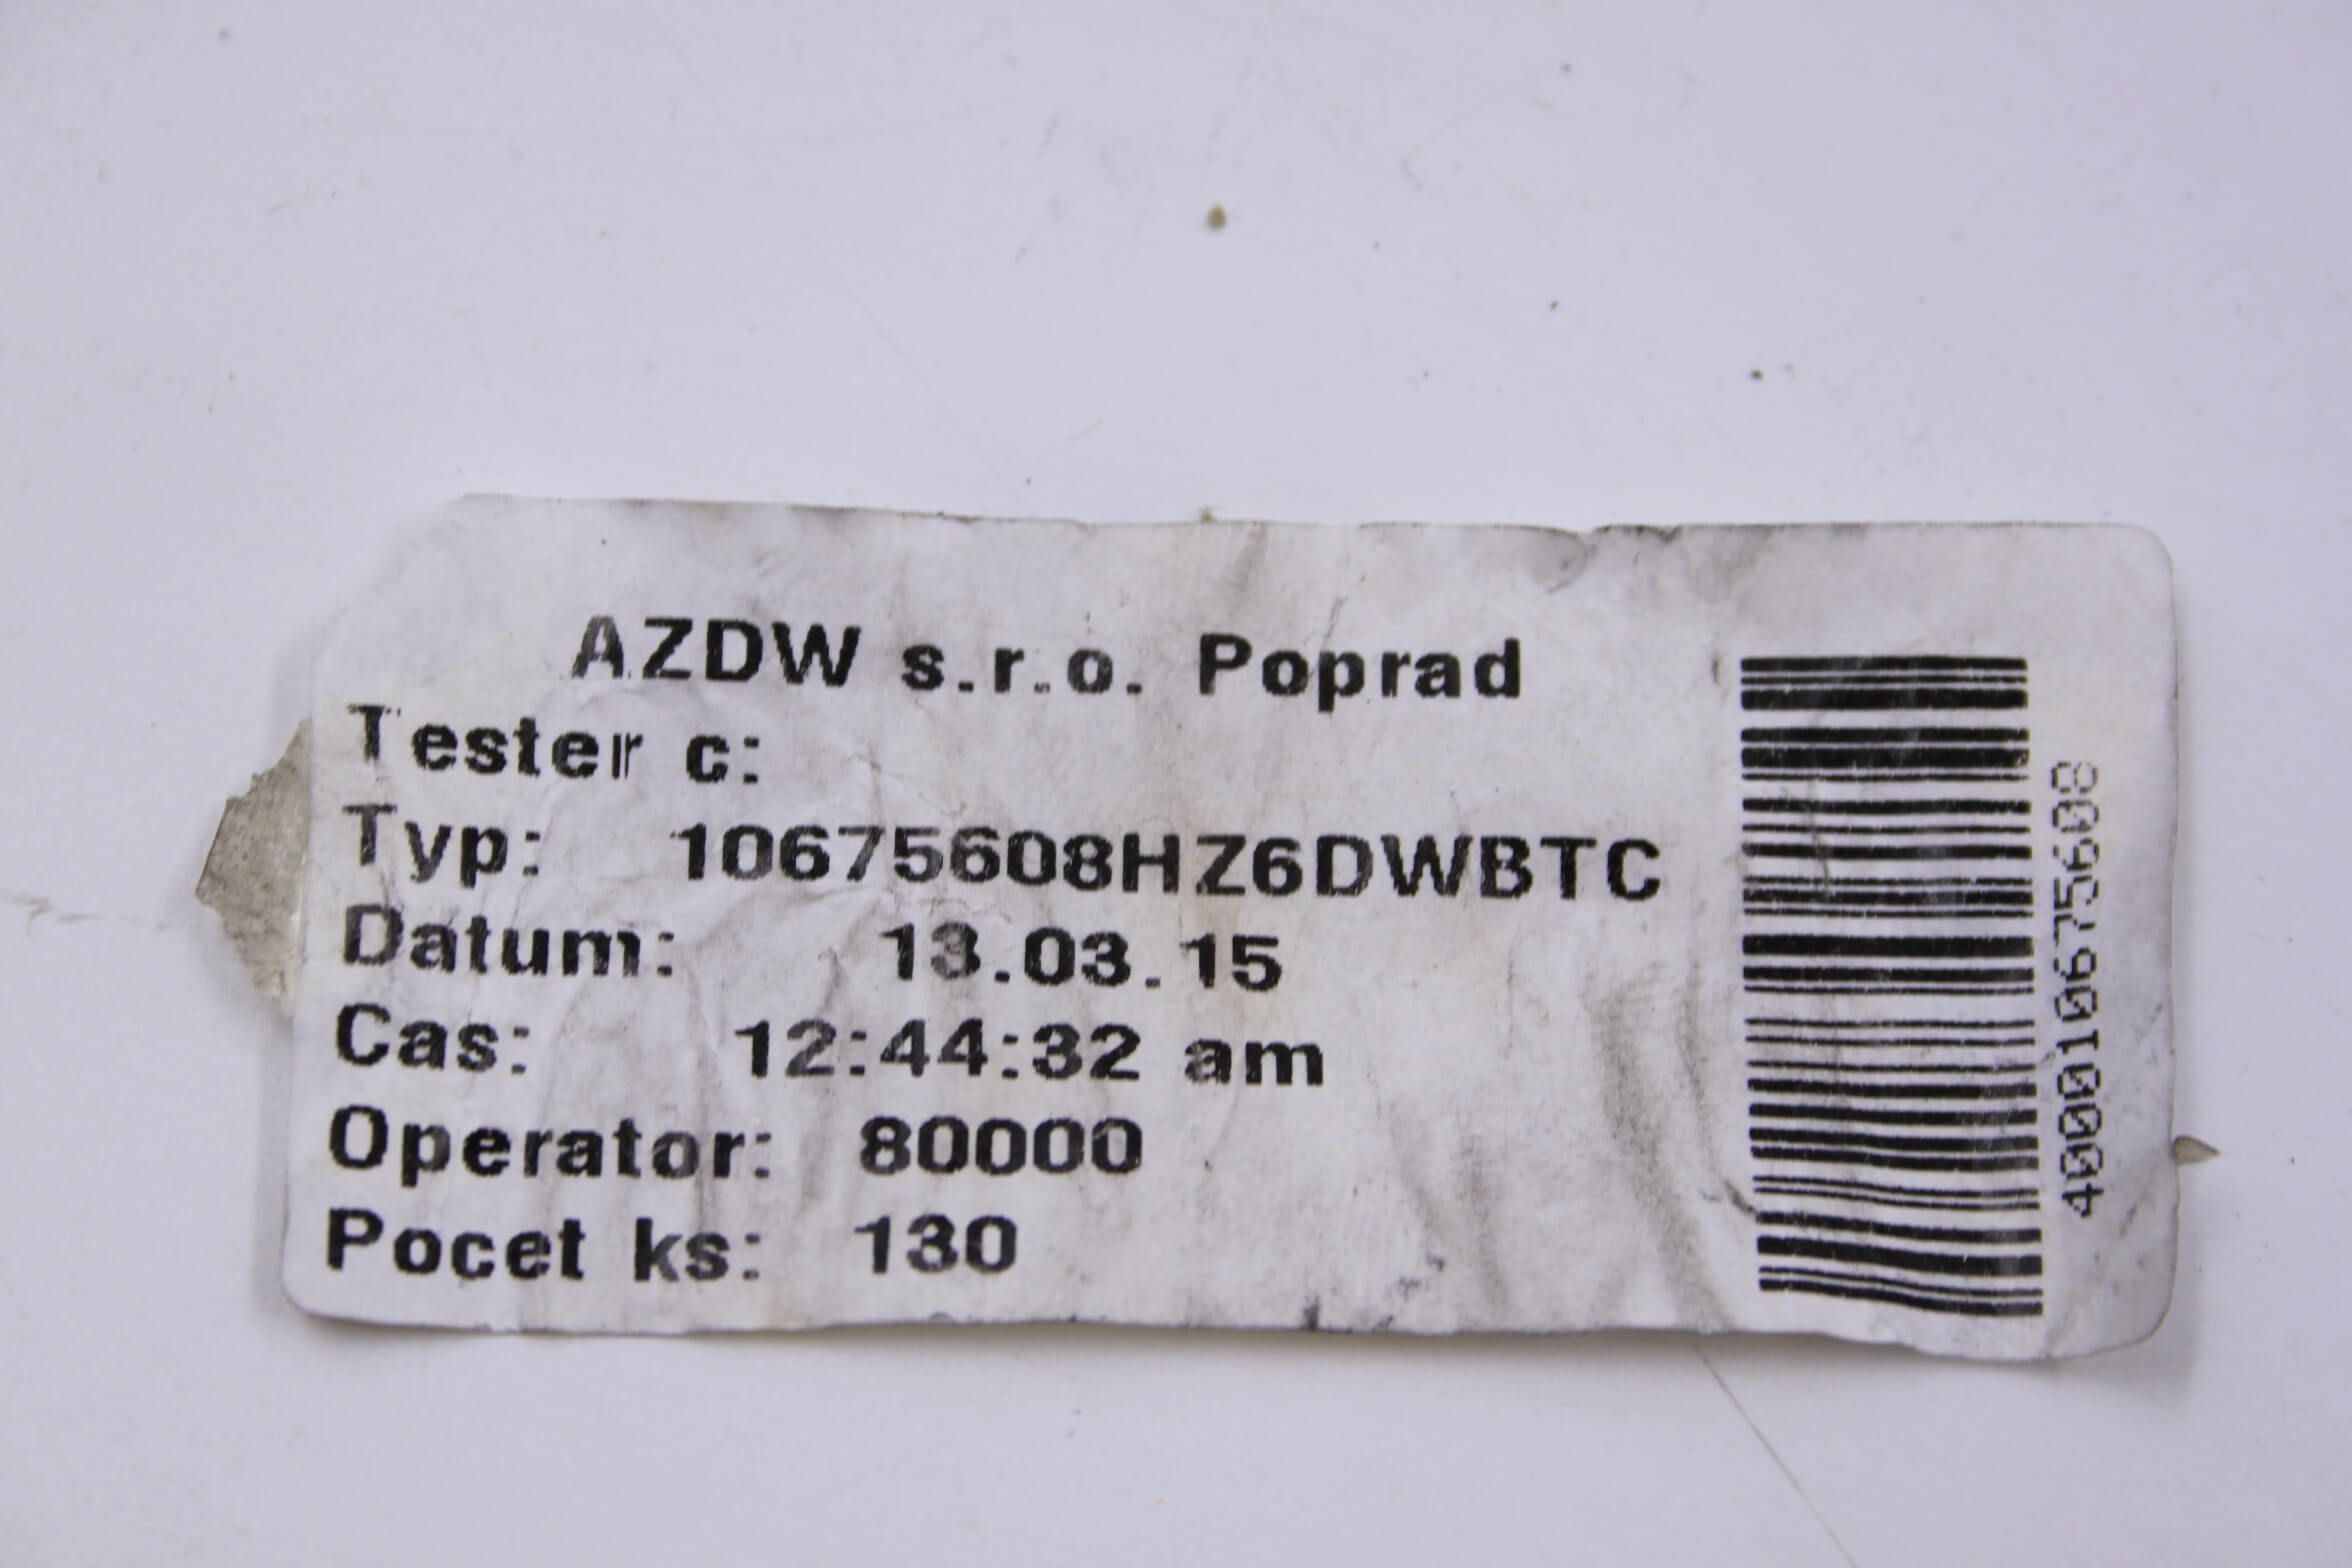 AZDW s.r.o. Poprad
Tester c:
Typ: 10675608HZ6DWBTC
Datum: 13.03.15
Cas: 12:44:32 am
Operator: 80000
Pocet ks: 130
400010675608